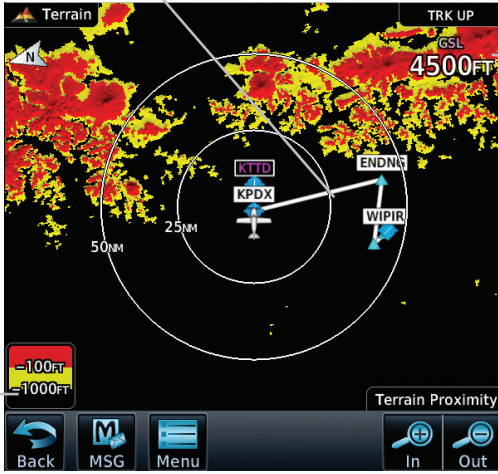 Terrain
TRK UP
N
GSL
4500FT
KTTD
ENDNG
KPDX
WIPIR
25NM
50NM
-100FT
-1000FT
Terrain Proximity
Back
MSG
Menu
In
Out